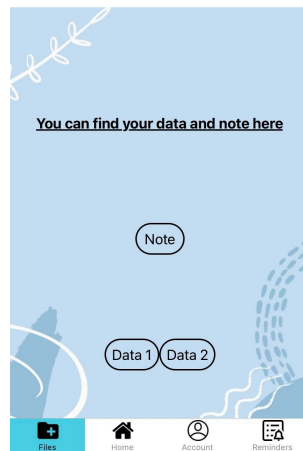 You can find your data and note here
Note
Data 1 Data 2
Files Home Account Reminders